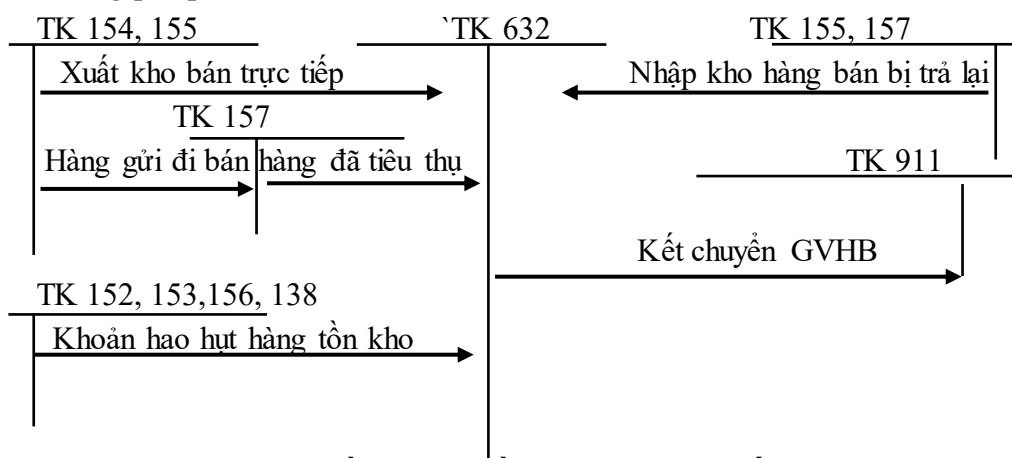 TK 154, 155
`TK 632
TK 155, 157
Xuất kho bán trực tiếp
Nhập kho hàng bán bị trả lại
TK 157
Hàng gửi đi bán
hàng đã tiêu thụ
TK 911
Kết chuyển GVHB
TK 152, 153,156, 138
Khoản hao hụt hàng tồn kho